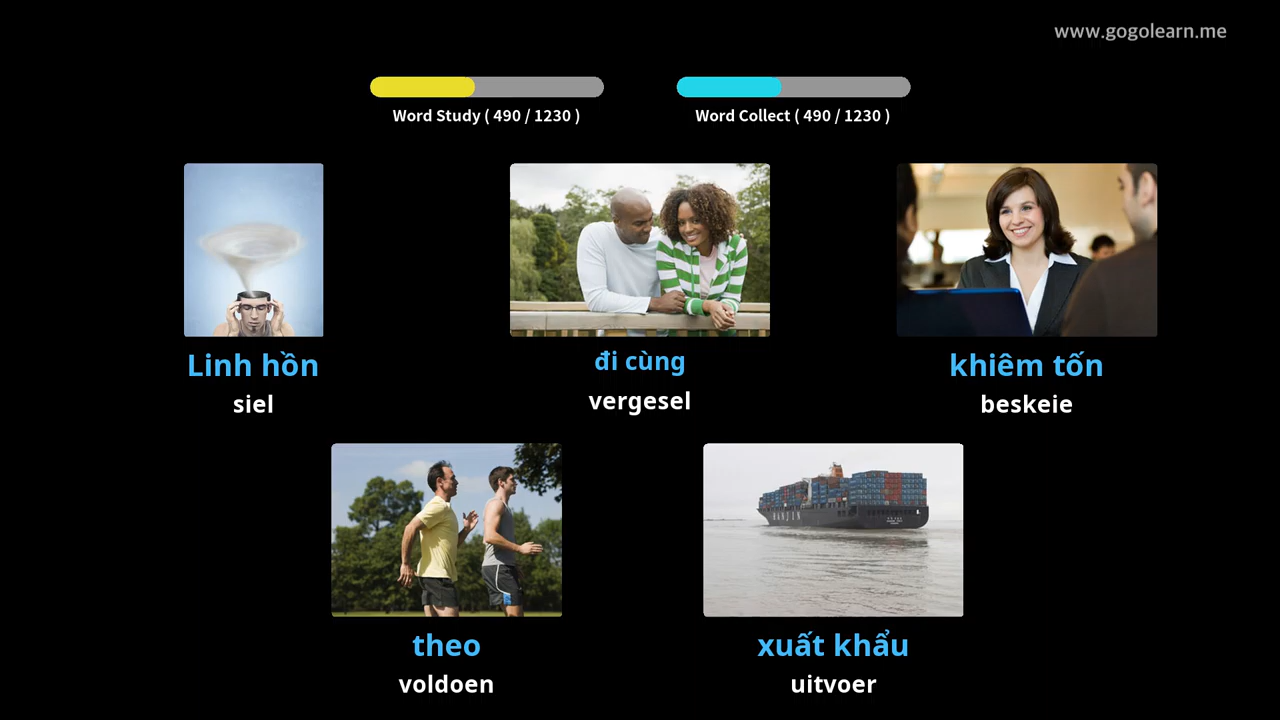 www.gogolearn.me
Word Study ( 490 / 1230 )
Word Collect ( 490 / 1230 )
Linh hồn
siel
đi cùng
vergesel
khiêm tốn
beskeie
HANJIN
theo
voldoen
xuất khẩu
uitvoer